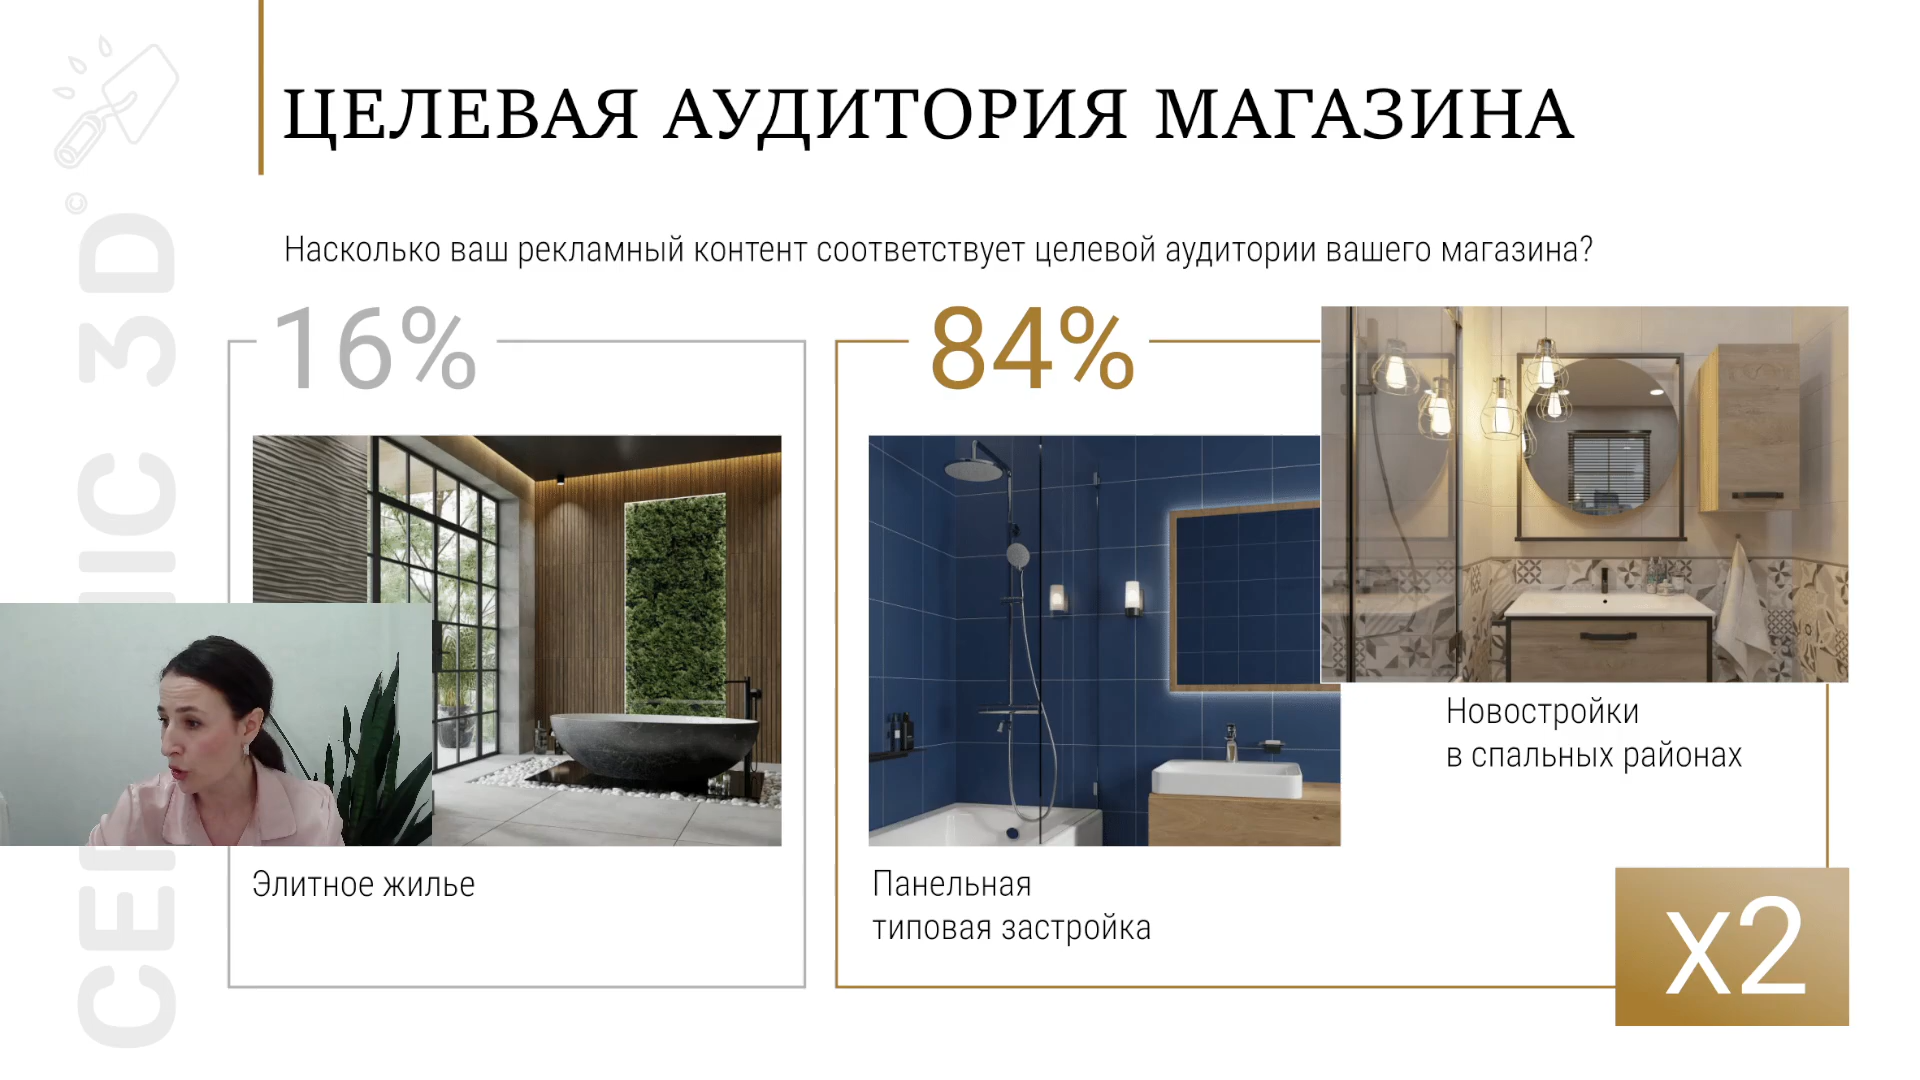 ЦЕЛЕВАЯ АУДИТОРИЯ МАГАЗИНА
Насколько ваш рекламный контент соответствует целевой аудитории вашего магазина?
16%
84%
Элитное жилье
Панельная
типовая застройка
Новостройки
в спальных районах
x2
3D
©